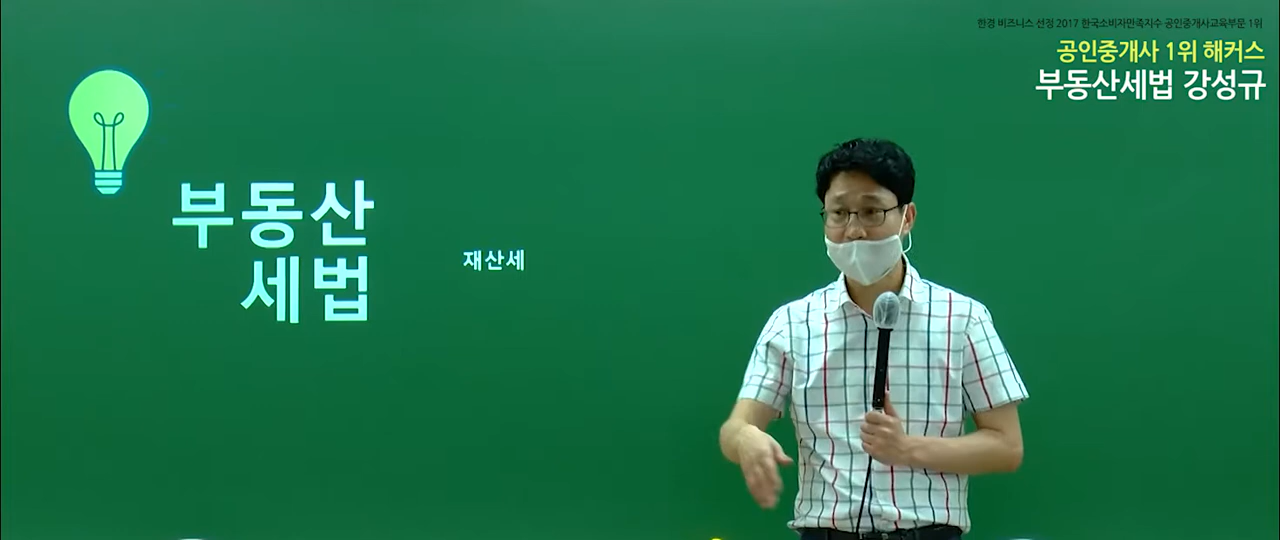 한경 비즈니스 선정 2017 한국소비자만족지수 공인중개사교육부문 1위
공인중개사 1위 해커스
부동산세법 강성규
부동산
세법
재산세